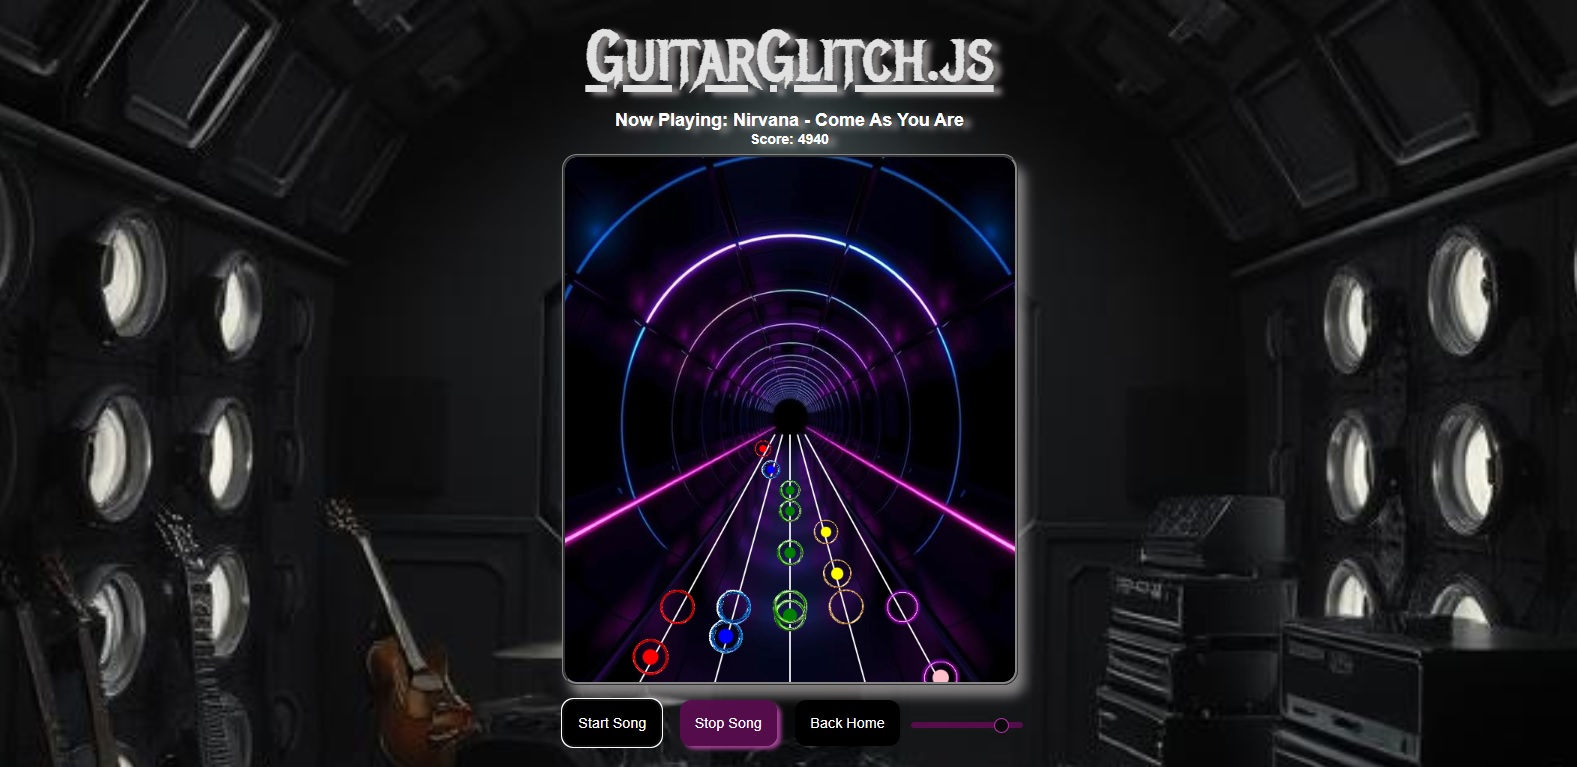 GuitarGlitch.js
Now Playing: Nirvana - Come As You Are
Score: 4940
Start Song
Stop Song
Back Home